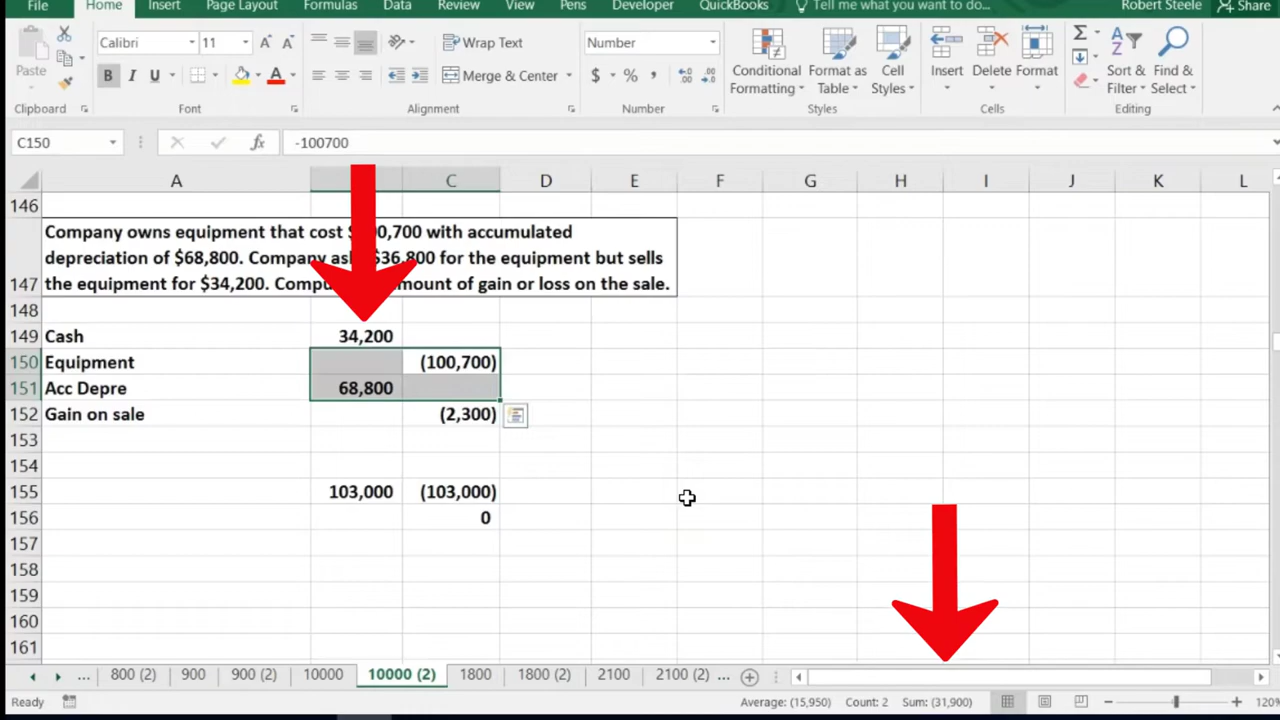 File Home Insert Page Layout Formulas Data Review View Pens Developer QuickBooks Tell me what you want to do... Robert Steele Share
Calibri 11 Wrap Text Number
Paste B I U Merge & Center $ % Conditional Formatting Format as Table Cell Styles Insert Delete Format Sort & Filter Find & Select
Clipboard Font Alignment Number Styles Cells Editing
C150 fx -100700
A C D E F G H I J K L
146
147 Company owns equipment that cost 00,700 with accumulated
depreciation of $68,800. Company $36,800 for the equipment but sells
the equipment for $34,200. mount of gain or loss on the sale.
148
149 Cash 34,200
150 Equipment (100,700)
151 Acc Depre 68,800
152 Gain on sale (2,300)
153
154
155 103,000 (103,000)
156 0
157
158
159
160
161
... 800 (2) 900 900 (2) 10000 10000 (2) 1800 1800 (2) 2100 2100 (2) ...
Ready Average: (15,950) Count: 2 Sum: (31,900) 120%